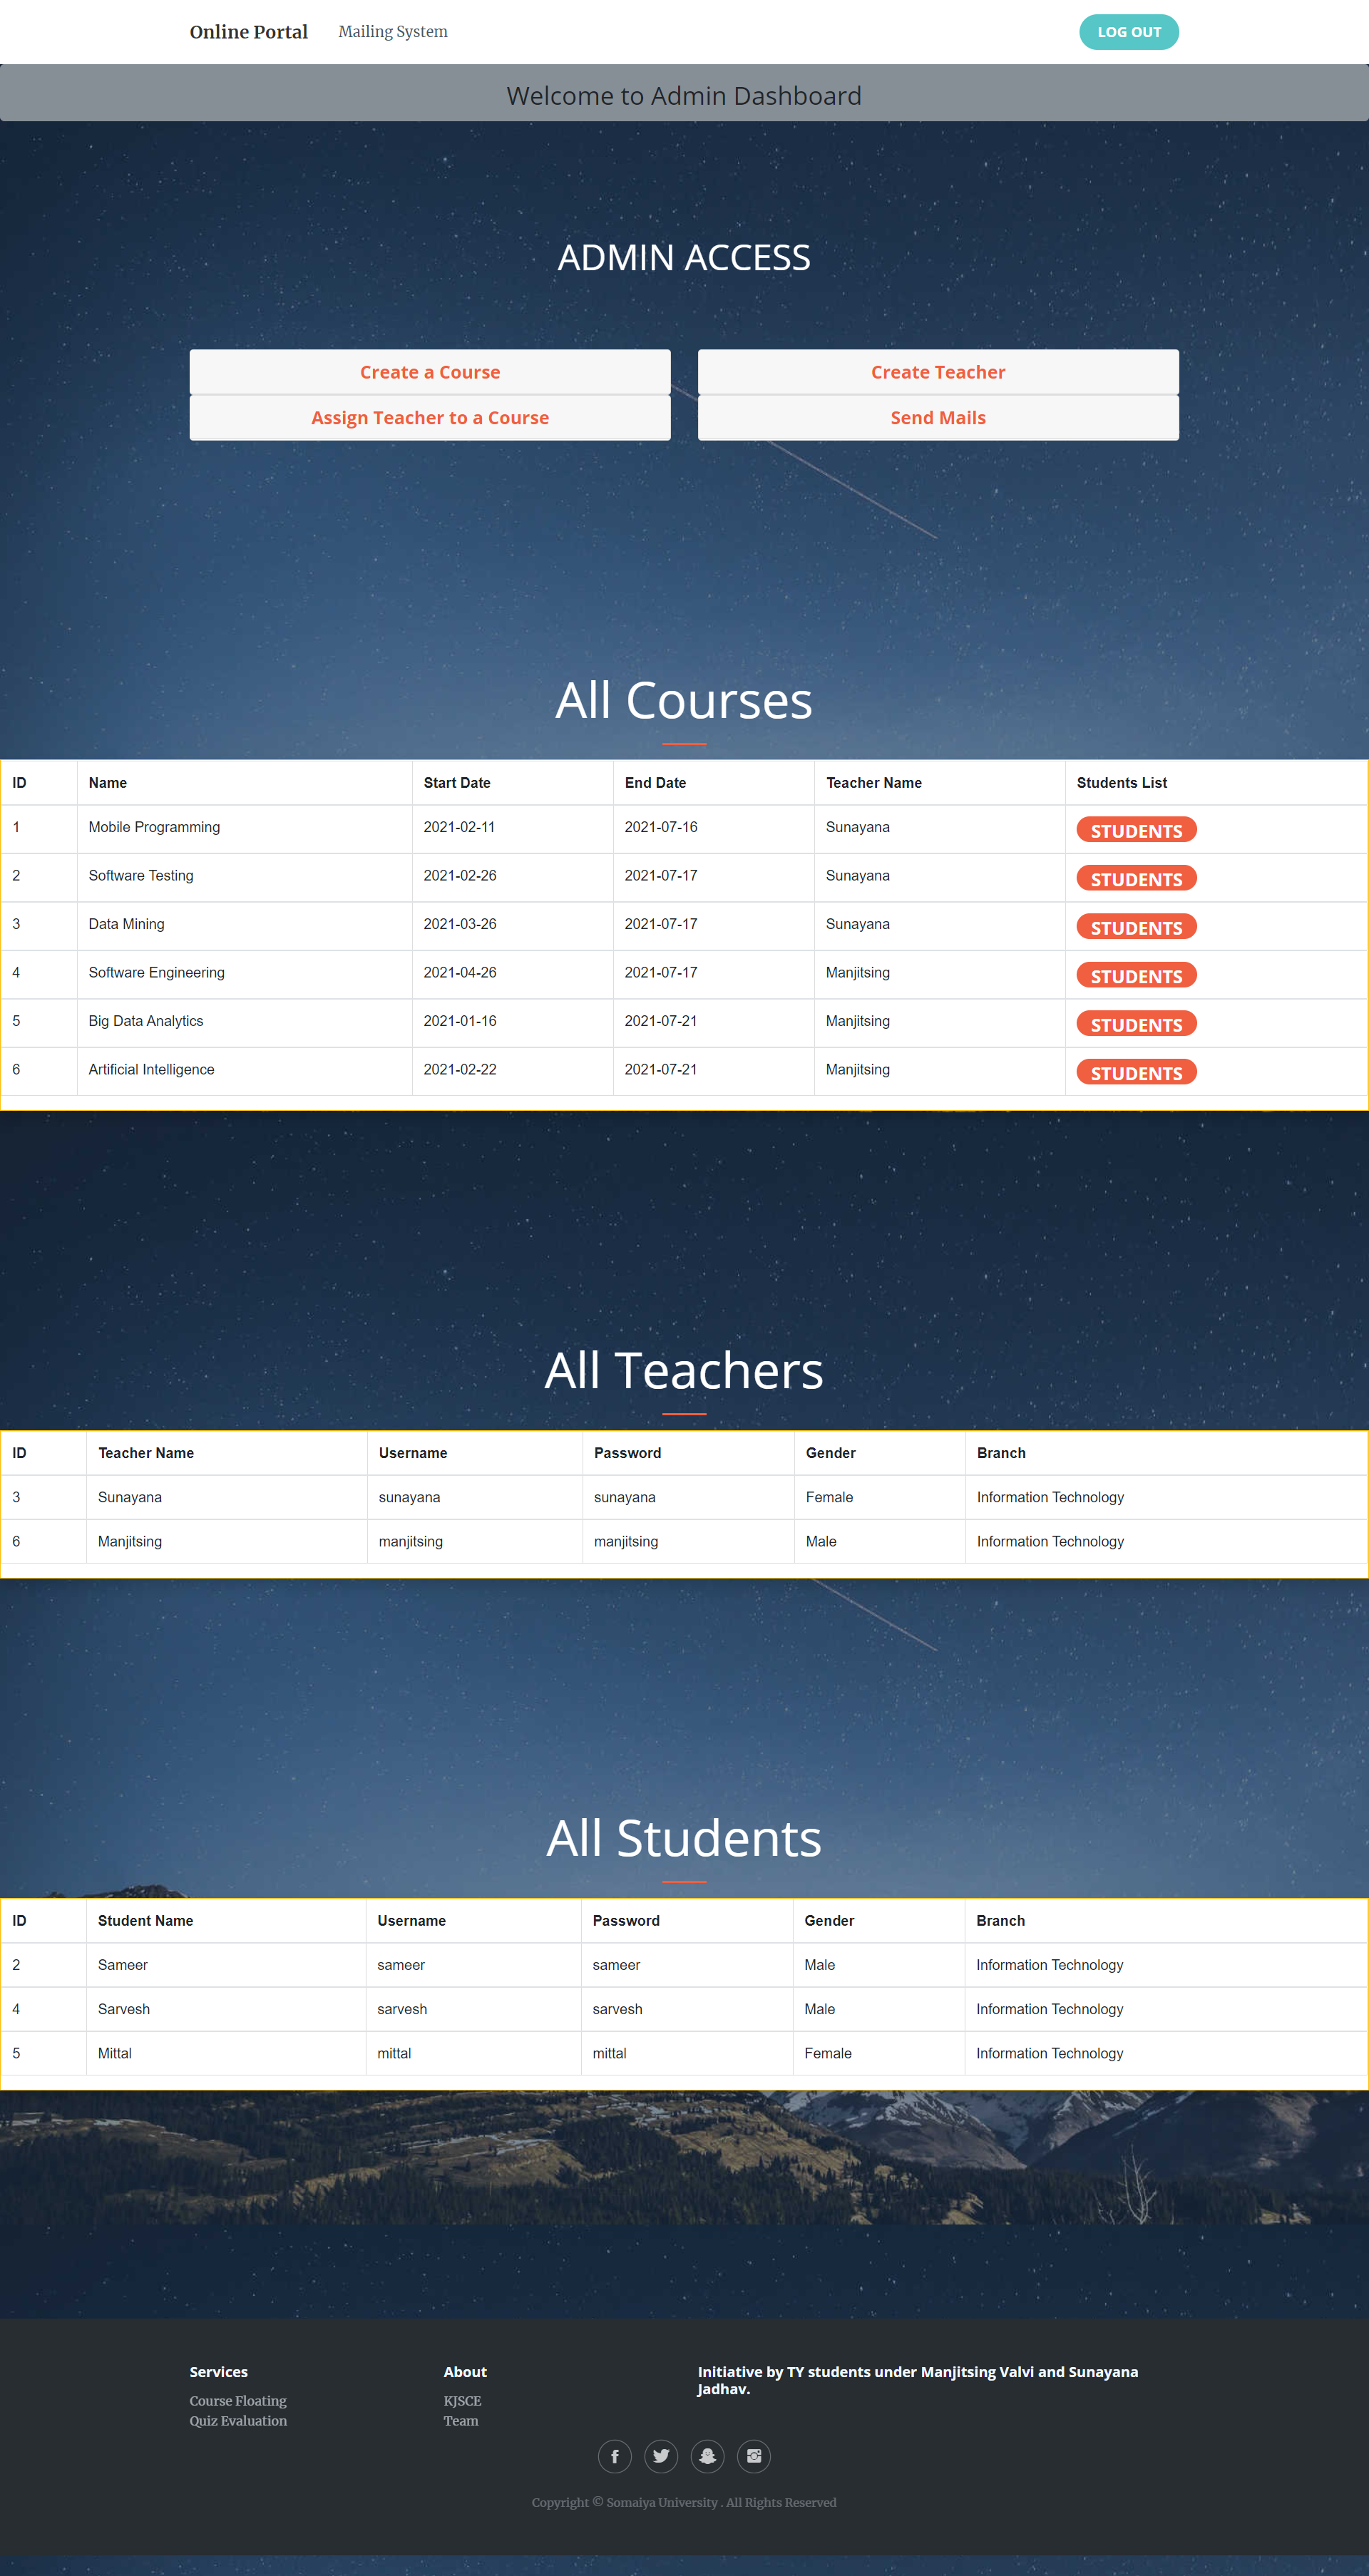 Online Portal Mailing System LOG OUT
Welcome to Admin Dashboard
ADMIN ACCESS
Create a Course Create Teacher
Assign Teacher to a Course Send Mails
All Courses
ID Name Start Date End Date Teacher Name Students List
1 Mobile Programming 2021-02-11 2021-07-16 Sunayana STUDENTS
2 Software Testing 2021-02-26 2021-07-17 Sunayana STUDENTS
3 Data Mining 2021-03-26 2021-07-17 Sunayana STUDENTS
4 Software Engineering 2021-04-26 2021-07-17 Manjitsing STUDENTS
5 Big Data Analytics 2021-01-16 2021-07-21 Manjitsing STUDENTS
6 Artificial Intelligence 2021-02-22 2021-07-21 Manjitsing STUDENTS
All Teachers
ID Teacher Name Username Password Gender Branch
3 Sunayana sunayana sunayana Female Information Technology
6 Manjitsing manjitsing manjitsing Male Information Technology
All Students
ID Student Name Username Password Gender Branch
2 Sameer sameer sameer Male Information Technology
4 Sarvesh sarvesh sarvesh Male Information Technology
5 Mittal mittal mittal Female Information Technology
Services
Course Floating
Quiz Evaluation
About
KJSCE
Team
Initiative by TY students under Manjitsing Valvi and Sunayana
Jadhav.
Copyright © Somaiya University . All Rights Reserved